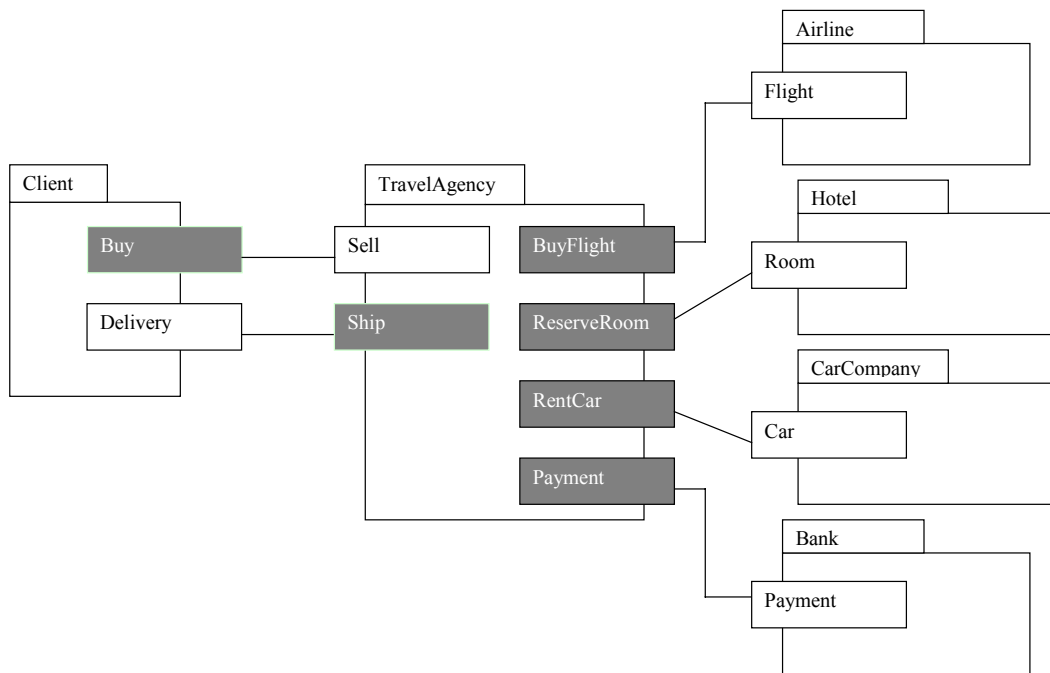 Airline
Flight
Client
TravelAgency
Hotel
Buy
Sell
BuyFlight
Room
Delivery
Ship
ReserveRoom
CarCompany
RentCar
Car
Payment
Bank
Payment